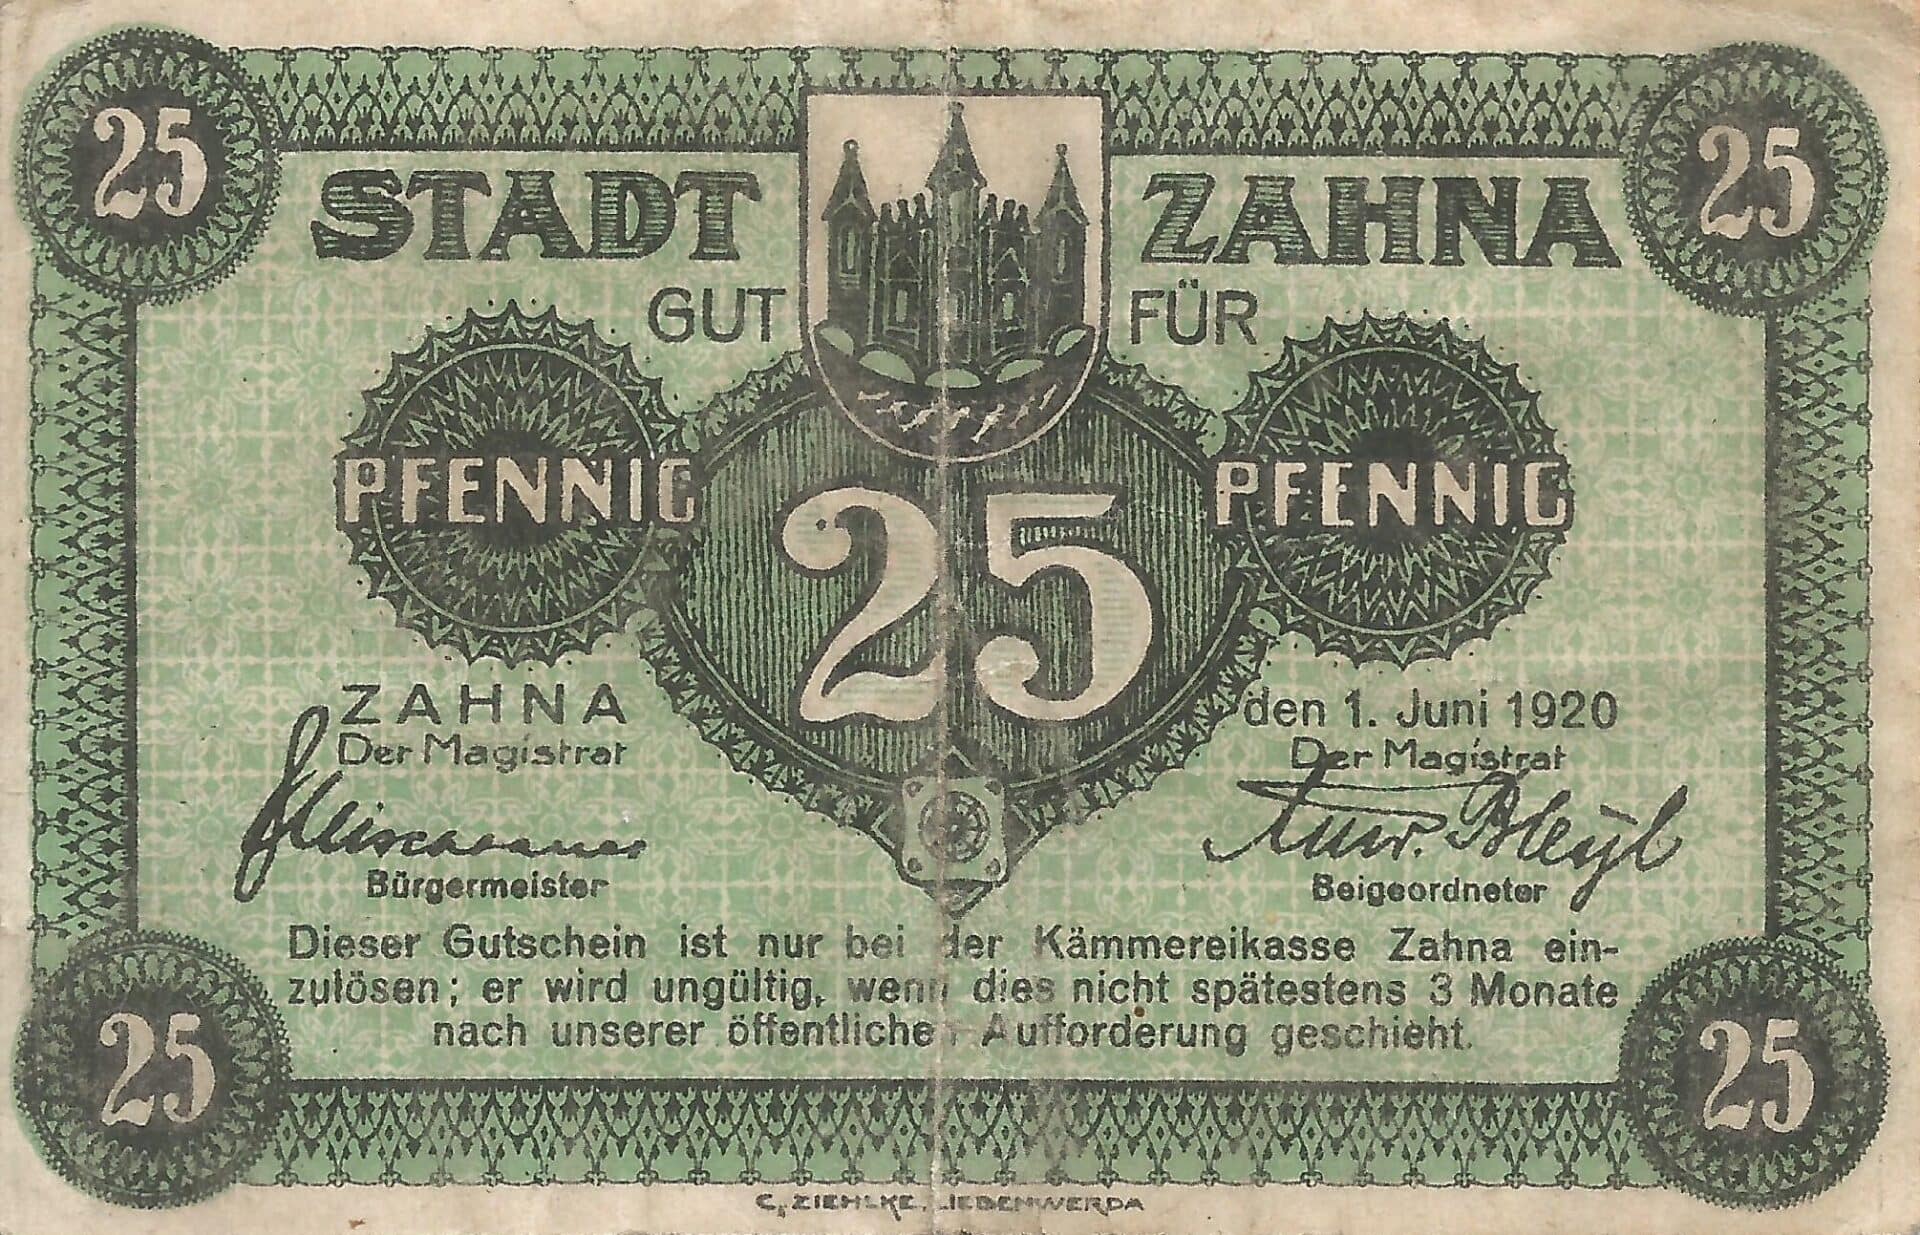 25 25
STADT ZAHNA
GUT FÜR
PFENNIG 25 PFENNIG
ZAHNA den 1. Juni 1920
Der Magistrat Der Magistrat
Bleyl
Bürgermeister Beigeordneter
Dieser Gutschein ist nur bei der Kämmereikasse Zahna ein-
zulösen; er wird ungültig, wenn dies nicht spätestens 3 Monate
nach unserer öffentlichen Aufforderung geschieht.
25 25
C. ZIEHLKE, LIEBENWERDA